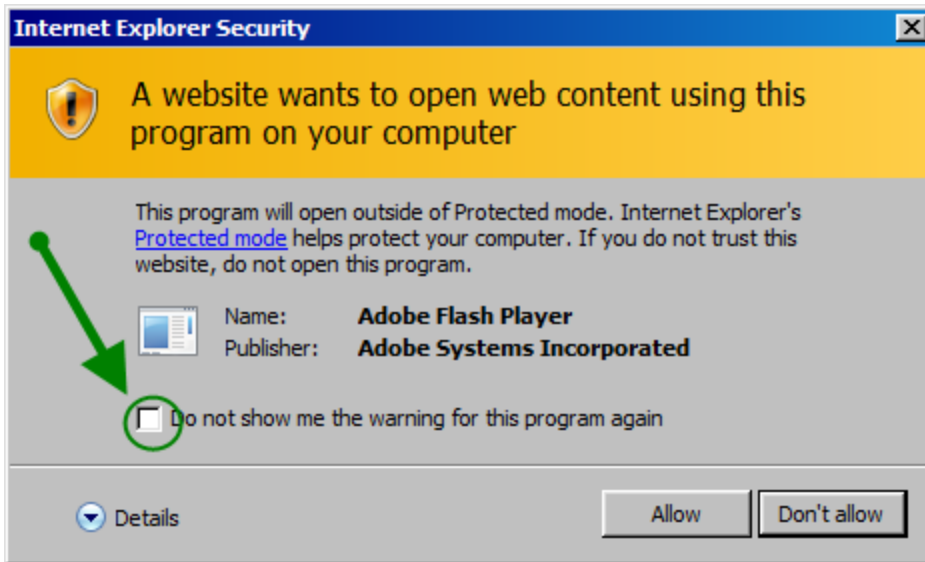 Internet Explorer Security
A website wants to open web content using this
program on your computer
This program will open outside of Protected mode. Internet Explorer's
Protected mode helps protect your computer. If you do not trust this
website, do not open this program.
Name: Adobe Flash Player
Publisher: Adobe Systems Incorporated
Do not show me the warning for this program again
Details
Allow
Don't allow